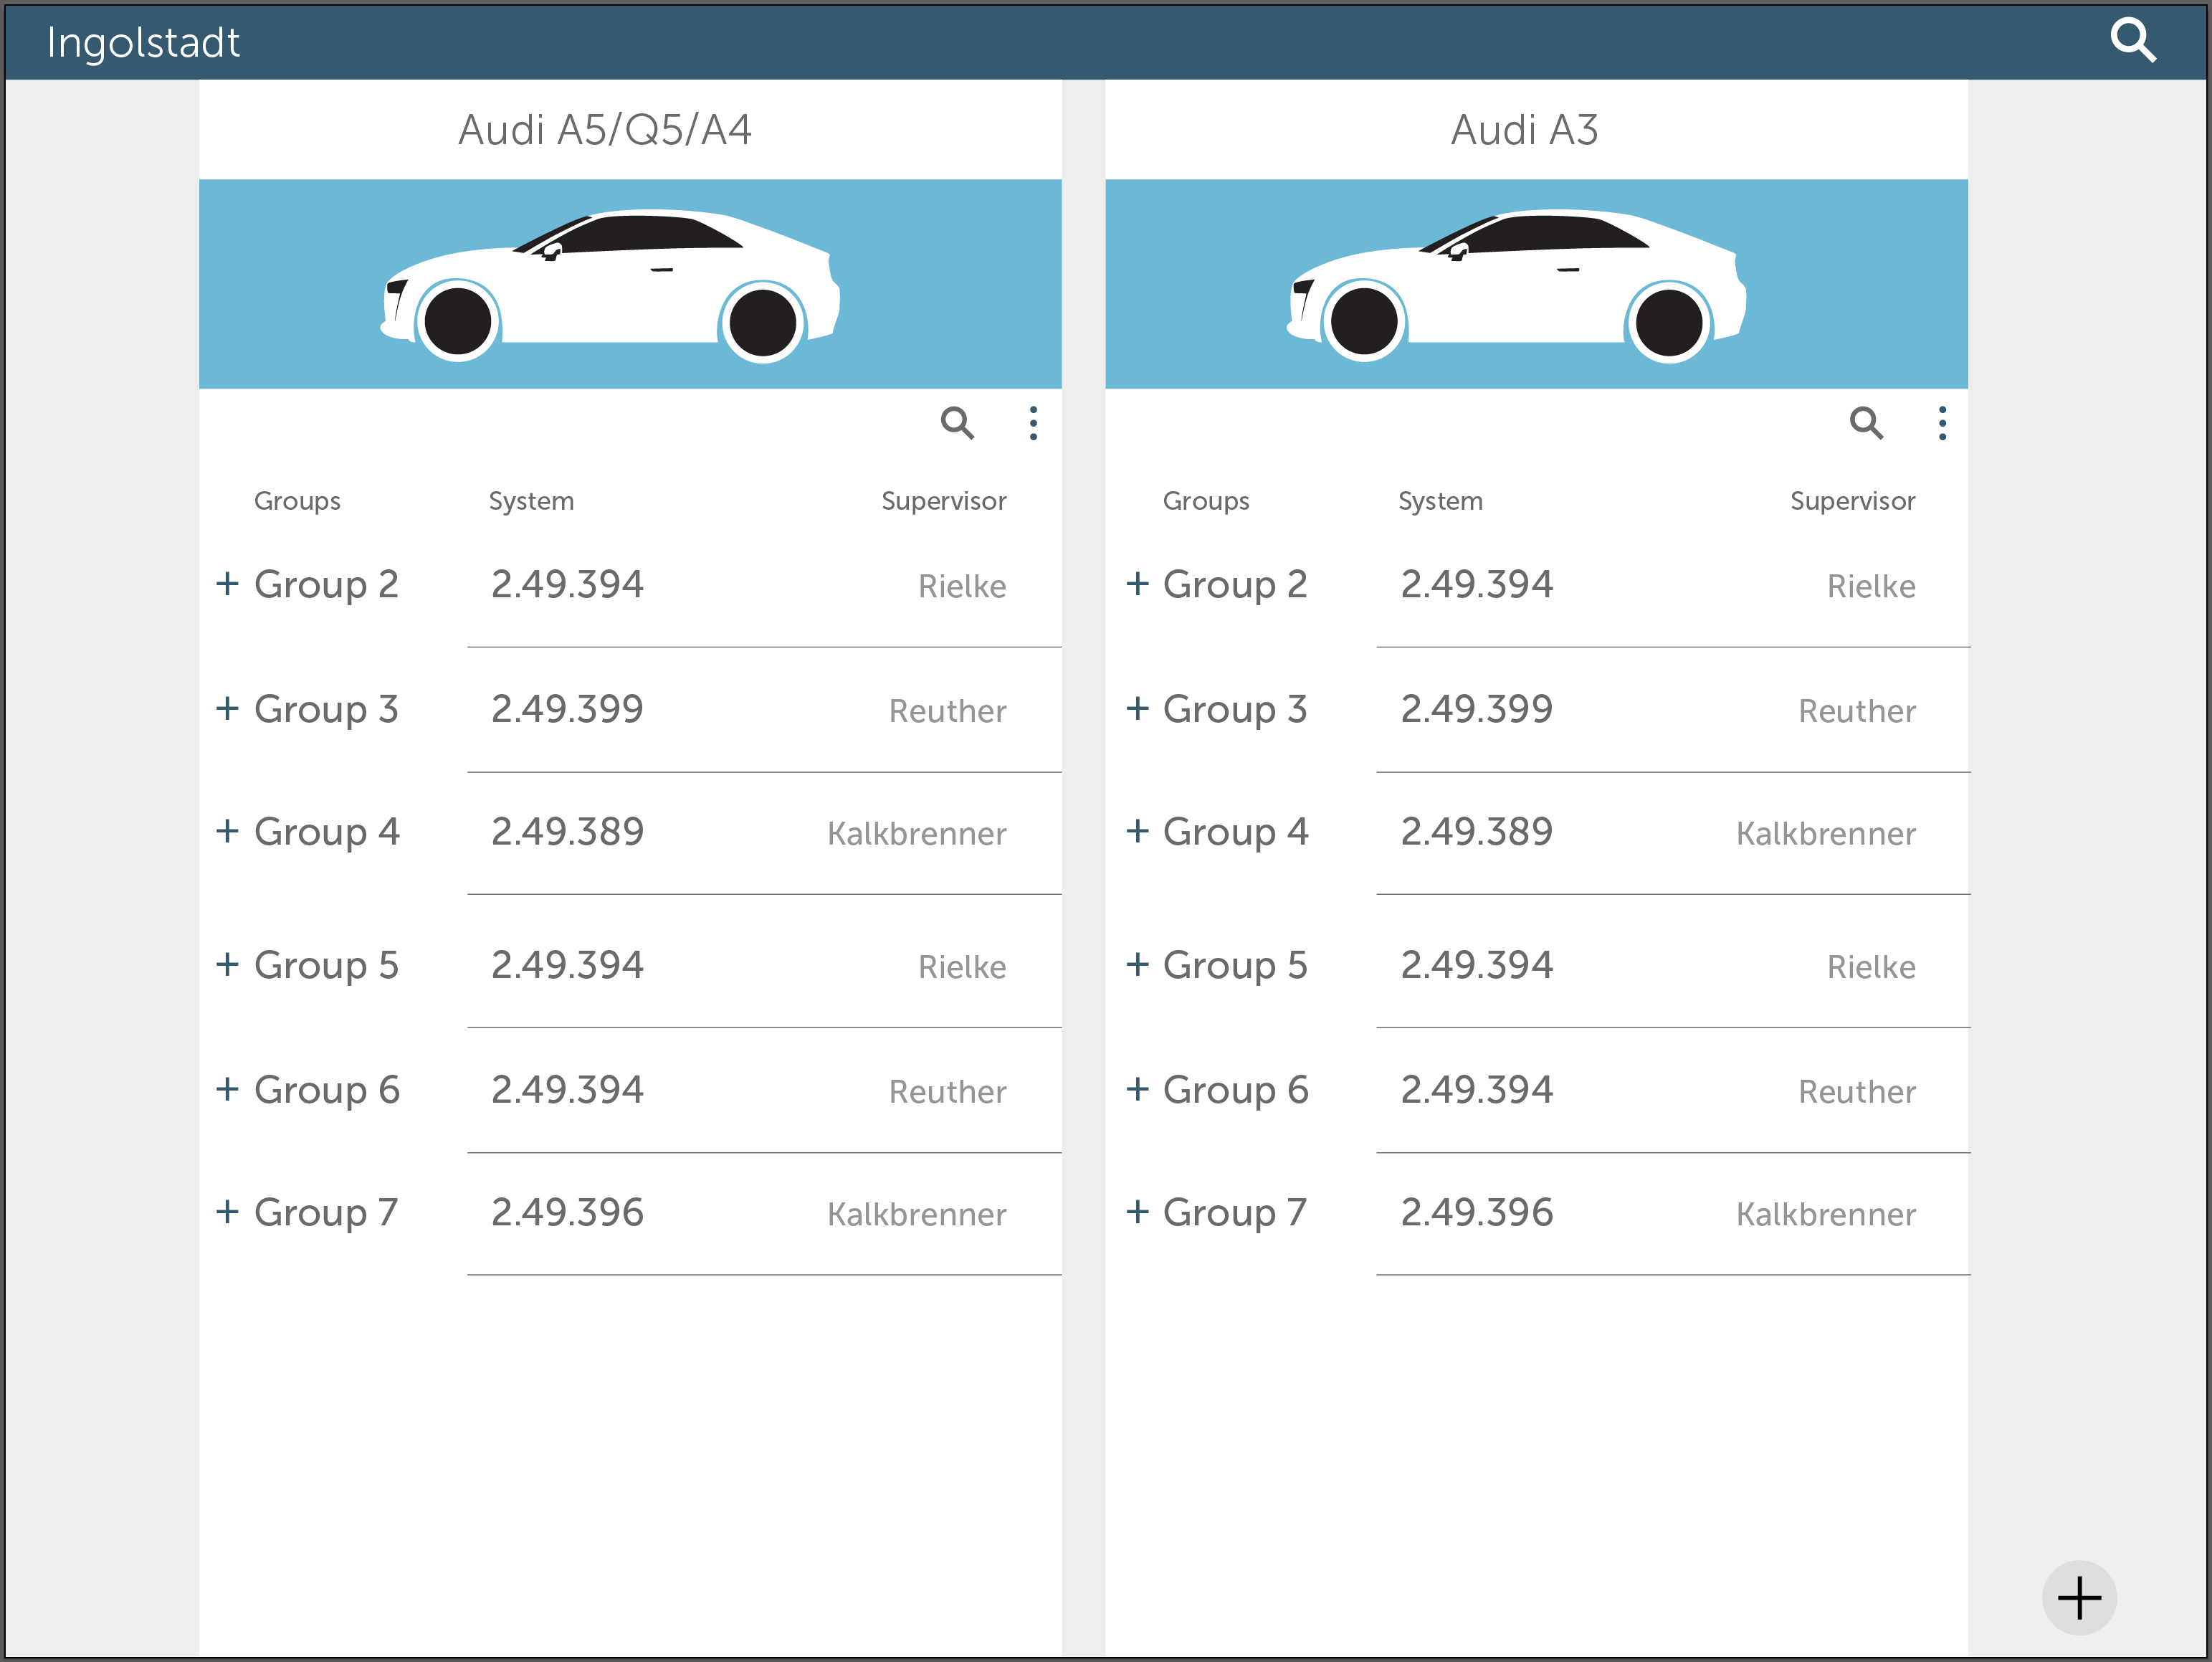 Ingolstadt
Audi A5/Q5/A4
Groups System Supervisor
+ Group 2 2.49.394 Rielke
+ Group 3 2.49.399 Reuther
+ Group 4 2.49.389 Kalkbrenner
+ Group 5 2.49.394 Rielke
+ Group 6 2.49.394 Reuther
+ Group 7 2.49.396 Kalkbrenner
Audi A3
Groups System Supervisor
+ Group 2 2.49.394 Rielke
+ Group 3 2.49.399 Reuther
+ Group 4 2.49.389 Kalkbrenner
+ Group 5 2.49.394 Rielke
+ Group 6 2.49.394 Reuther
+ Group 7 2.49.396 Kalkbrenner